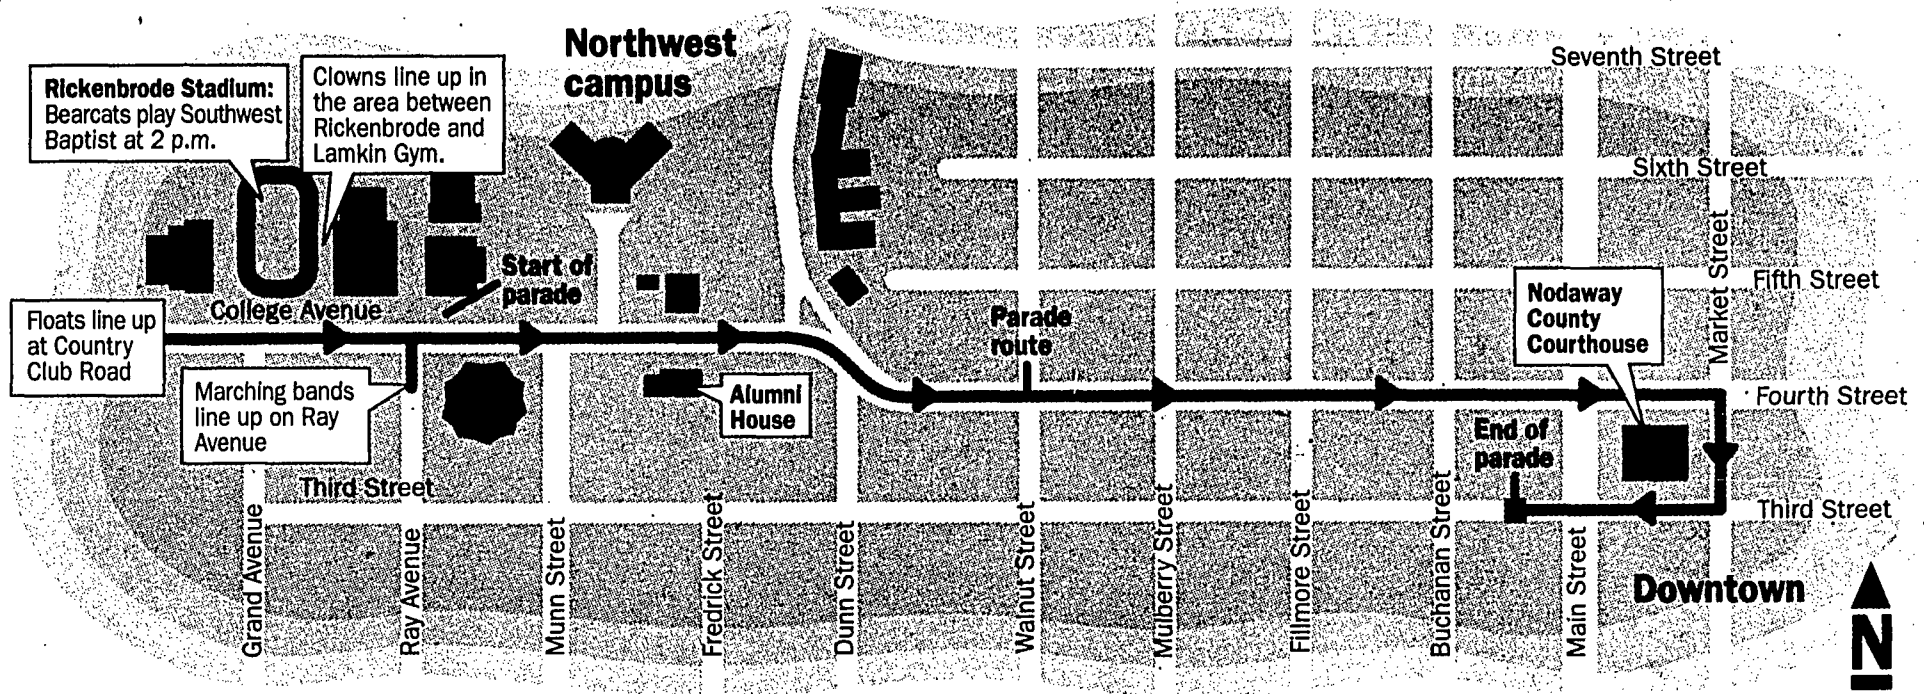 Northwest
campus
Rickenbrode Stadium:
Bearcats play Southwest
Baptist at 2 p.m.
Clowns line up in
the area between
Rickenbrode and
Lamkin Gym.
Seventh Street
Sixth Street
Market Street
Fifth Street
Start of
parade
College Avenue
Floats line up
at Country
Club Road
Nodaway
County
Courthouse
Parade
route
Marching bands
line up on Ray
Avenue
Alumni
House
Fourth Street
End of
parade
Third Street
Third Street
Grand Avenue
Ray Avenue
Munn Street
Fredrick Street
Dunn Street
Walnut Street
Mulberry Street
Fillmore Street
Buchanan Street
Main Street
Downtown
N